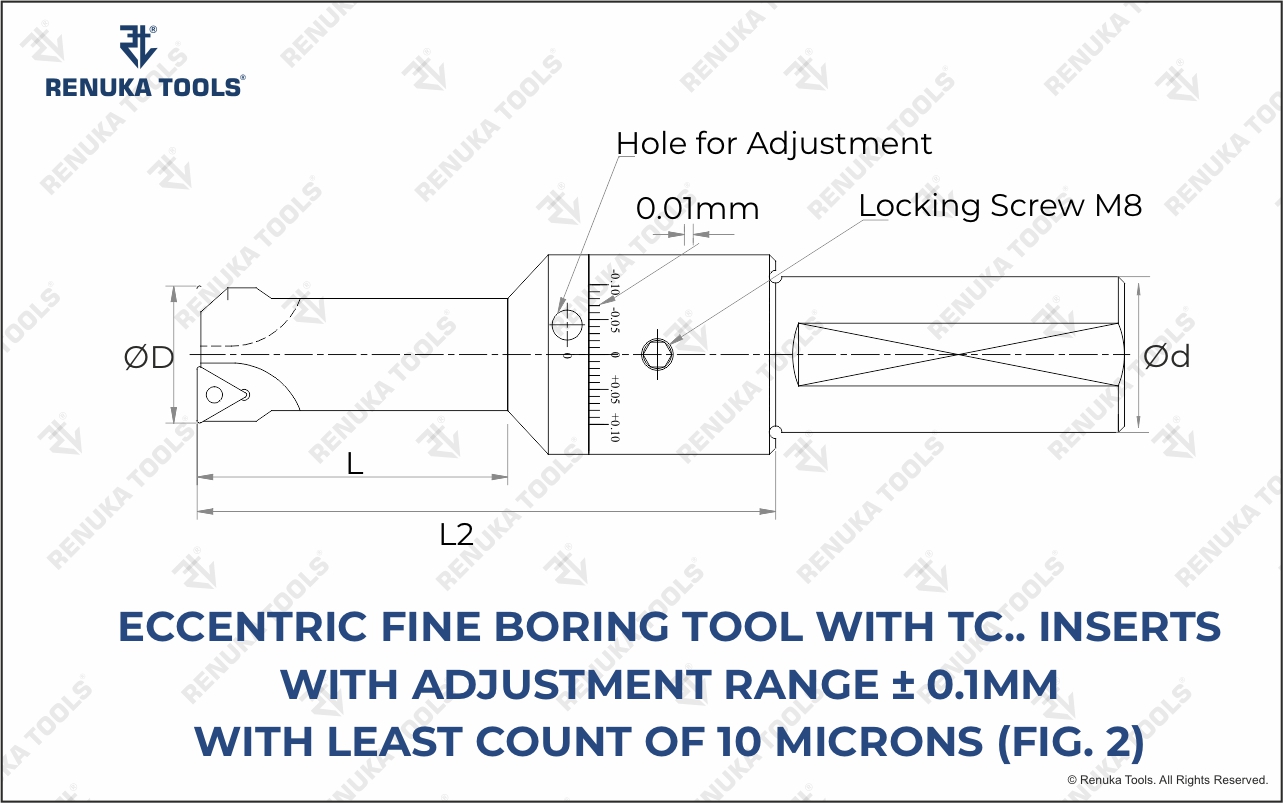 RENUKA TOOLS®
Hole for Adjustment
0.01mm
Locking Screw M8
-0.10
-0.05
0
0
+0.05
+0.10
ØD
Ød
L
L2
ECCENTRIC FINE BORING TOOL WITH TC.. INSERTS
WITH ADJUSTMENT RANGE ± 0.1MM
WITH LEAST COUNT OF 10 MICRONS (FIG. 2)
© Renuka Tools. All Rights Reserved.